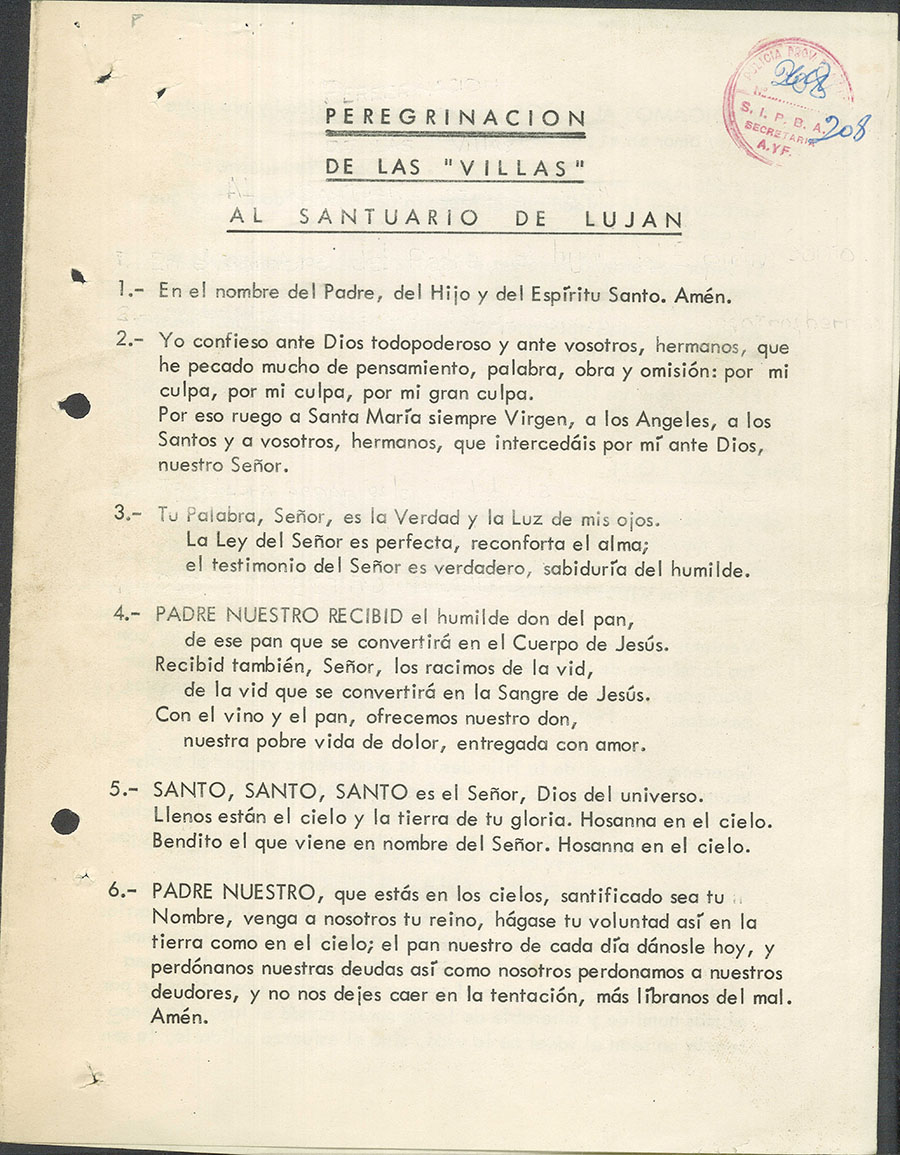 POLICIA PROV.
Nº 2608
S. I. P. B. A. 208
SECRETARIA
A.YF.
PEREGRINACION
DE LAS "VILLAS"
AL SANTUARIO DE LUJAN
1.- En el nombre del Padre, del Hijo y del Espíritu Santo. Amén.
2.- Yo confieso ante Dios todopoderoso y ante vosotros, hermanos, que
he pecado mucho de pensamiento, palabra, obra y omisión: por mi
culpa, por mi culpa, por mi gran culpa.
Por eso ruego a Santa María siempre Virgen, a los Angeles, a los
Santos y a vosotros, hermanos, que intercedáis por mí ante Dios,
nuestro Señor.
3.- Tu Palabra, Señor, es la Verdad y la Luz de mis ojos.
La Ley del Señor es perfecta, reconforta el alma;
el testimonio del Señor es verdadero, sabiduría del humilde.
4.- PADRE NUESTRO RECIBID el humilde don del pan,
de ese pan que se convertirá en el Cuerpo de Jesús.
Recibid también, Señor, los racimos de la vid,
de la vid que se convertirá en la Sangre de Jesús.
Con el vino y el pan, ofrecemos nuestro don,
nuestra pobre vida de dolor, entregada con amor.
5.- SANTO, SANTO, SANTO es el Señor, Dios del universo.
Llenos están el cielo y la tierra de tu gloria. Hosanna en el cielo.
Bendito el que viene en nombre del Señor. Hosanna en el cielo.
6.- PADRE NUESTRO, que estás en los cielos, santificado sea tu
Nombre, venga a nosotros tu reino, hágase tu voluntad así en la
tierra como en el cielo; el pan nuestro de cada día dánosle hoy, y
perdónanos nuestras deudas así como nosotros perdonamos a nuestros
deudores, y no nos dejes caer en la tentación, más líbranos del mal.
Amén.